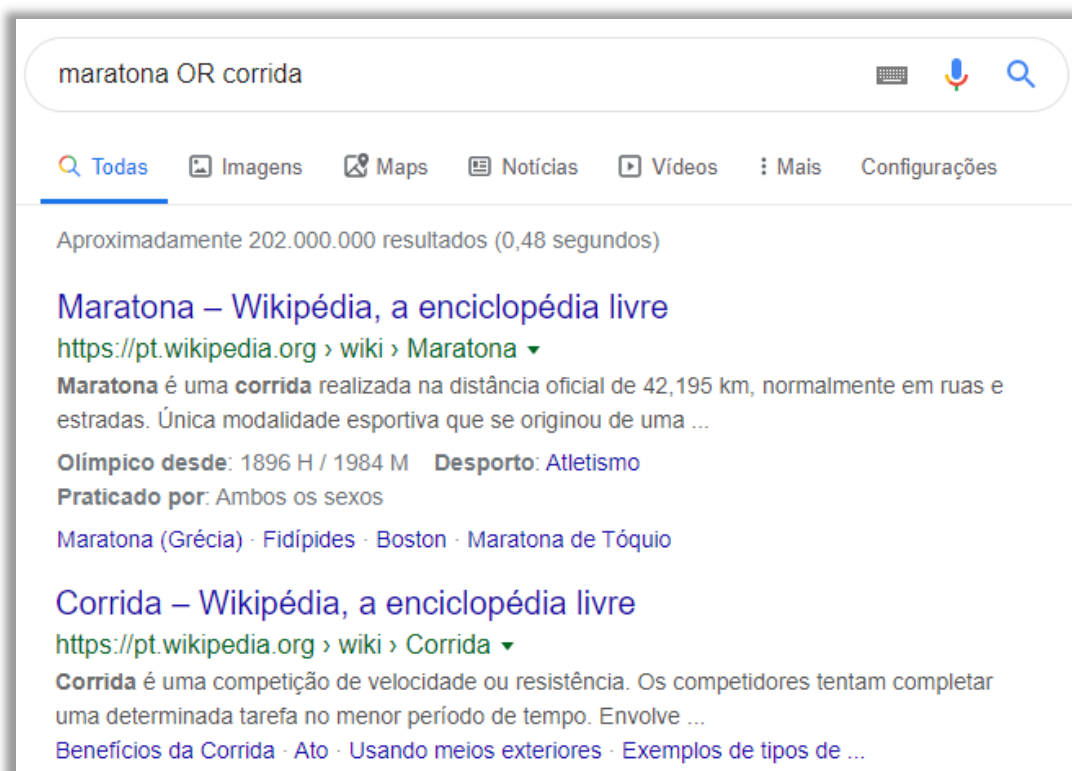 maratona OR corrida
Todas Imagens Maps Notícias Vídeos Mais Configurações
Aproximadamente 202.000.000 resultados (0,48 segundos)
Maratona – Wikipédia, a enciclopédia livre
https://pt.wikipedia.org › wiki › Maratona
Maratona é uma corrida realizada na distância oficial de 42,195 km, normalmente em ruas e
estradas. Única modalidade esportiva que se originou de uma ...
Olímpico desde: 1896 H / 1984 M Desporto: Atletismo
Praticado por: Ambos os sexos
Maratona (Grécia) · Fidípides · Boston · Maratona de Tóquio
Corrida – Wikipédia, a enciclopédia livre
https://pt.wikipedia.org › wiki › Corrida
Corrida é uma competição de velocidade ou resistência. Os competidores tentam completar
uma determinada tarefa no menor período de tempo. Envolve ...
Benefícios da Corrida · Ato · Usando meios exteriores · Exemplos de tipos de ...